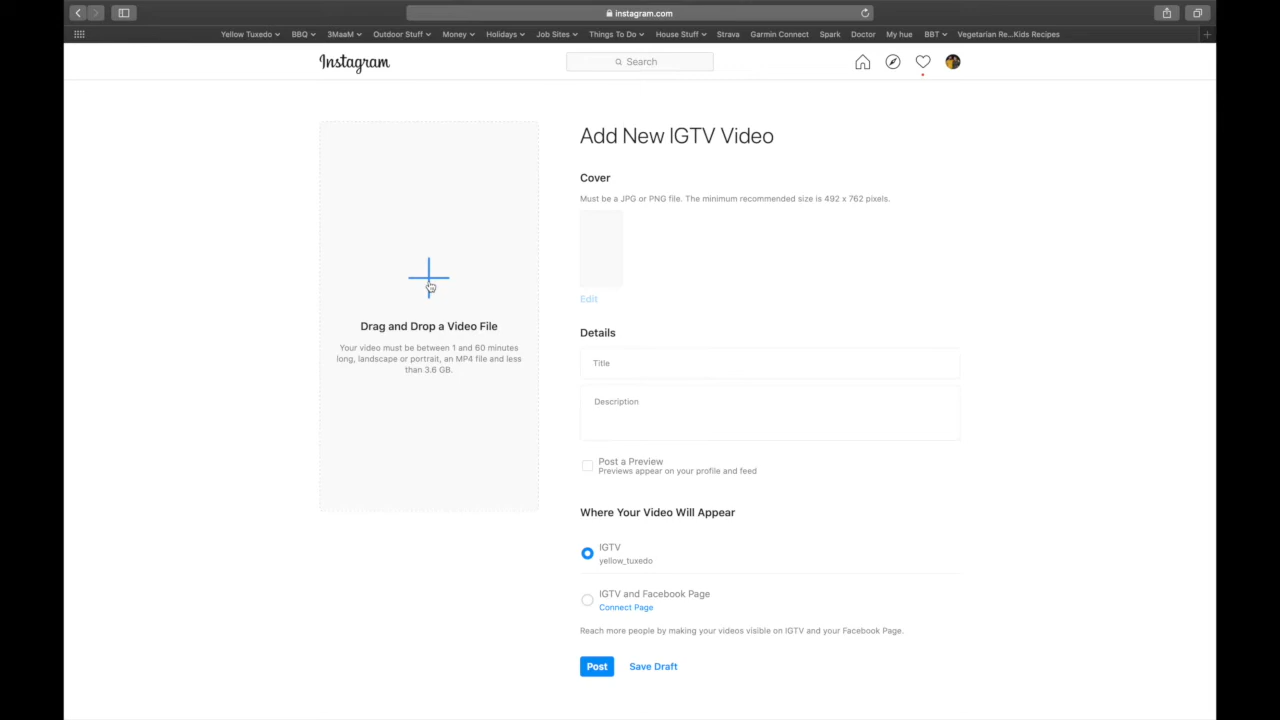 instagram.com
Yellow Tuxedo BBQ 3MaaM Outdoor Stuff Money Holidays Job Sites Things To Do House Stuff Strava Garmin Connect Spark Doctor My hue BBT Vegetarian Re...Kids Recipes
Instagram
Search
Add New IGTV Video
Cover
Must be a JPG or PNG file. The minimum recommended size is 492 x 762 pixels.
Edit
Drag and Drop a Video File
Your video must be between 1 and 60 minutes
long, landscape or portrait, an MP4 file and less
than 3.6 GB.
Details
Title
Description
Post a Preview
Previews appear on your profile and feed
Where Your Video Will Appear
IGTV
yellow_tuxedo
IGTV and Facebook Page
Connect Page
Reach more people by making your videos visible on IGTV and your Facebook Page.
Post Save Draft